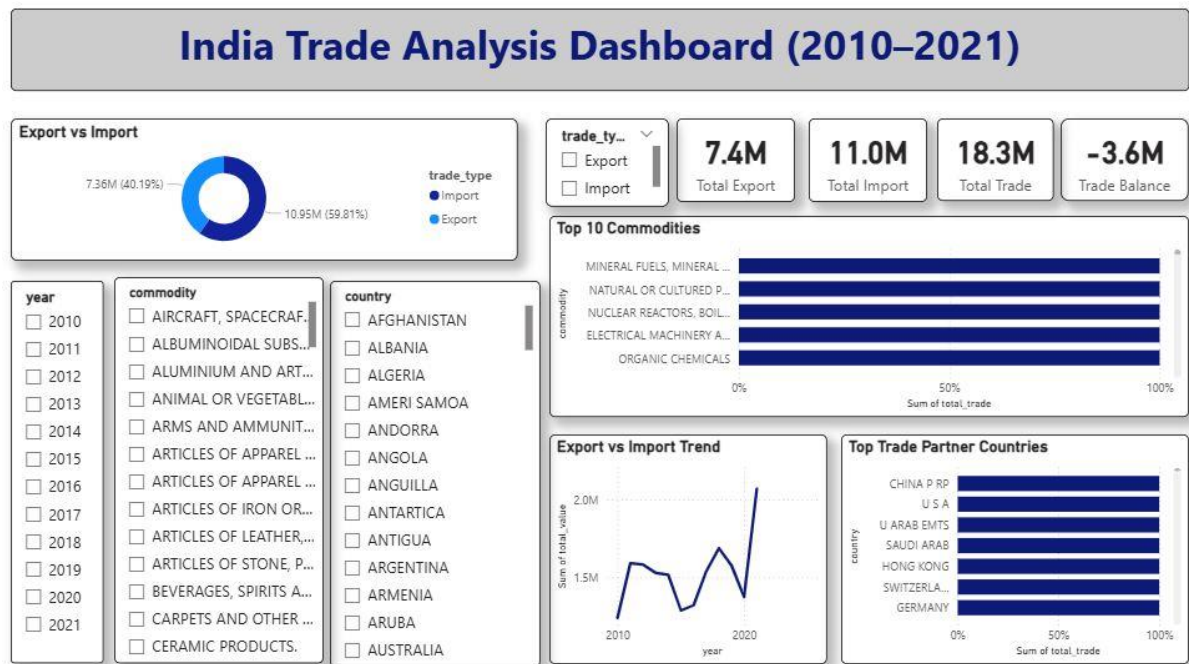 India Trade Analysis Dashboard (2010–2021)
Export vs Import
7.36M (40.19%)
10.95M (59.81%)
trade_type
Import
Export
trade_ty...
Export
Import
7.4M
Total Export
11.0M
Total Import
18.3M
Total Trade
-3.6M
Trade Balance
year
2010
2011
2012
2013
2014
2015
2016
2017
2018
2019
2020
2021
commodity
AIRCRAFT, SPACECRAF...
ALBUMINOIDAL SUBS...
ALUMINIUM AND ART...
ANIMAL OR VEGETABL...
ARMS AND AMMUNIT...
ARTICLES OF APPAREL ...
ARTICLES OF APPAREL ...
ARTICLES OF IRON OR...
ARTICLES OF LEATHER,...
ARTICLES OF STONE, P...
BEVERAGES, SPIRITS A...
CARPETS AND OTHER ...
CERAMIC PRODUCTS.
country
AFGHANISTAN
ALBANIA
ALGERIA
AMERI SAMOA
ANDORRA
ANGOLA
ANGUILLA
ANTARTICA
ANTIGUA
ARGENTINA
ARMENIA
ARUBA
AUSTRALIA
Top 10 Commodities
commodity
MINERAL FUELS, MINERAL ...
NATURAL OR CULTURED P...
NUCLEAR REACTORS, BOIL...
ELECTRICAL MACHINERY A...
ORGANIC CHEMICALS
0% 50% 100%
Sum of total_trade
Export vs Import Trend
Sum of total_value
2.0M
1.5M
2010 2020
year
Top Trade Partner Countries
country
CHINA P RP
U S A
U ARAB EMTS
SAUDI ARAB
HONG KONG
SWITZERLA...
GERMANY
0% 50% 100%
Sum of total_trade